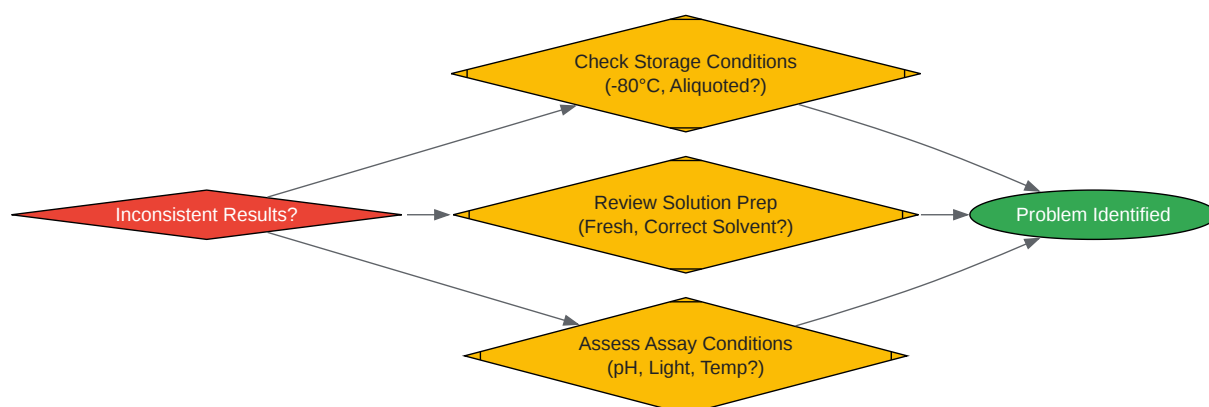 Check Storage Conditions
(-80°C, Aliquoted?)
Inconsistent Results?
Review Solution Prep
(Fresh, Correct Solvent?)
Problem Identified
Assess Assay Conditions
(pH, Light, Temp?)